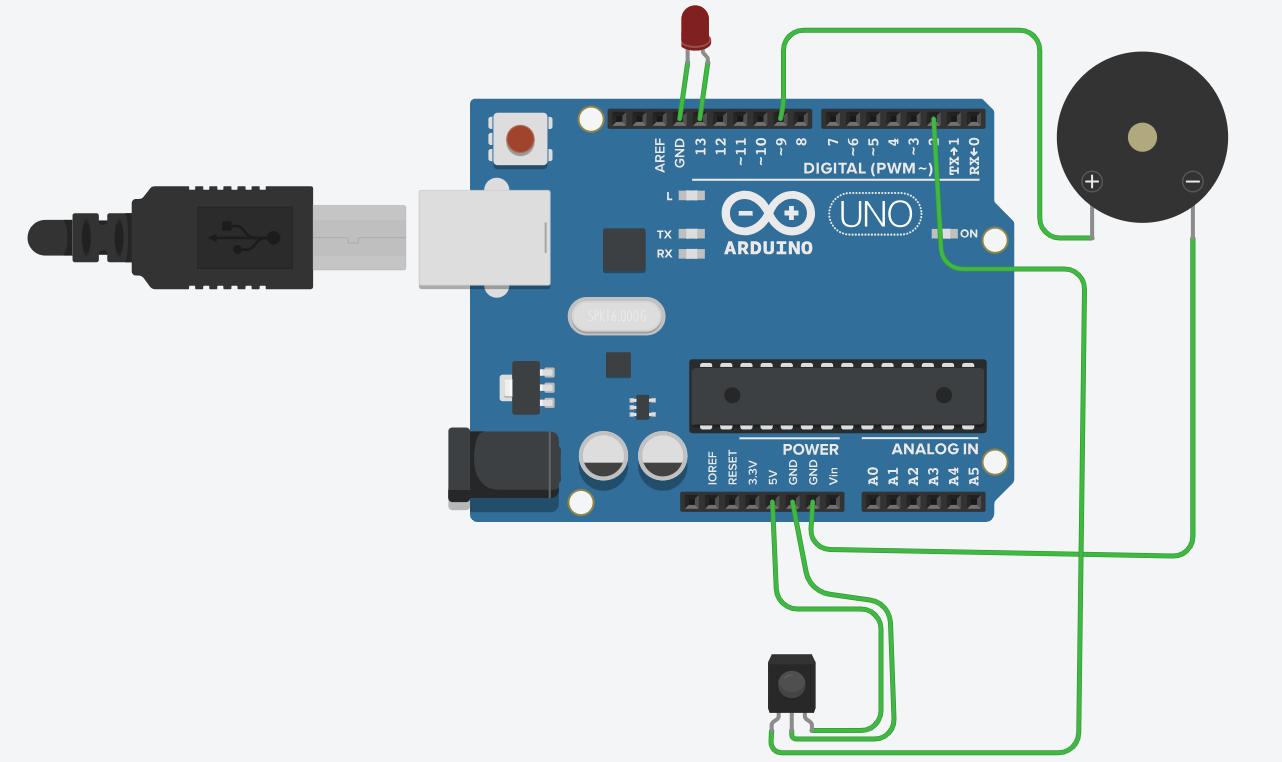 AREF
GND
13
12
~11
~10
~9
8
7
~6
~5
4
~3
2
TX→1
RX←0
DIGITAL (PWM~)
L
TX
RX
ARDUINO
UNO
ON
+
−
SPK16.000G
POWER
ANALOG IN
IOREF
RESET
3.3V
5V
GND
GND
Vin
A0
A1
A2
A3
A4
A5